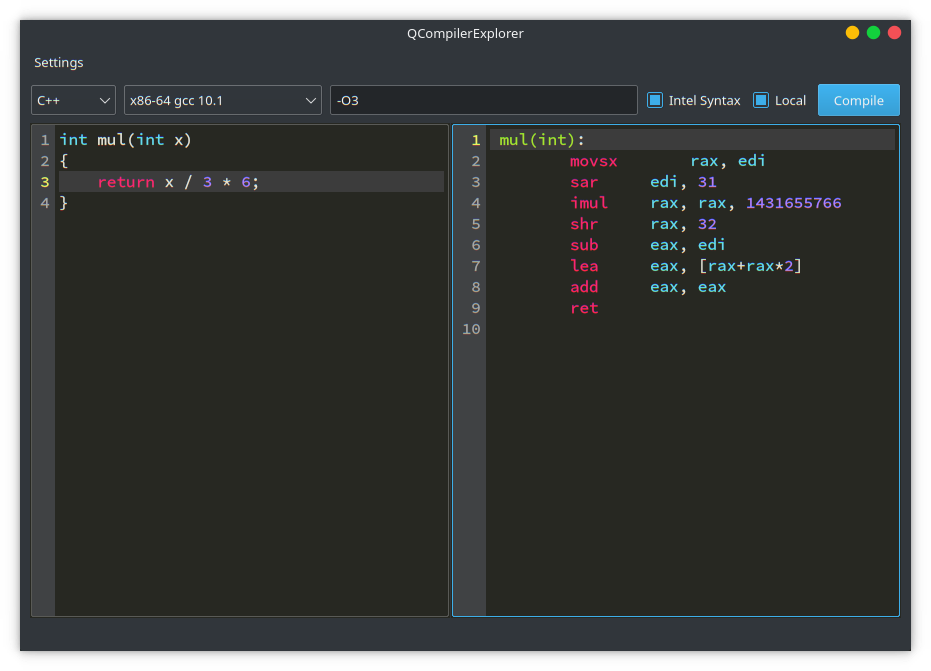 QCompilerExplorer
Settings
C++ x86-64 gcc 10.1 -O3 Intel Syntax Local Compile
1 int mul(int x)
2 {
3     return x / 3 * 6;
4 }
1 mul(int):
2 movsx rax, edi
3 sar edi, 31
4 imul rax, rax, 1431655766
5 shr rax, 32
6 sub eax, edi
7 lea eax, [rax+rax*2]
8 add eax, eax
9 ret
10